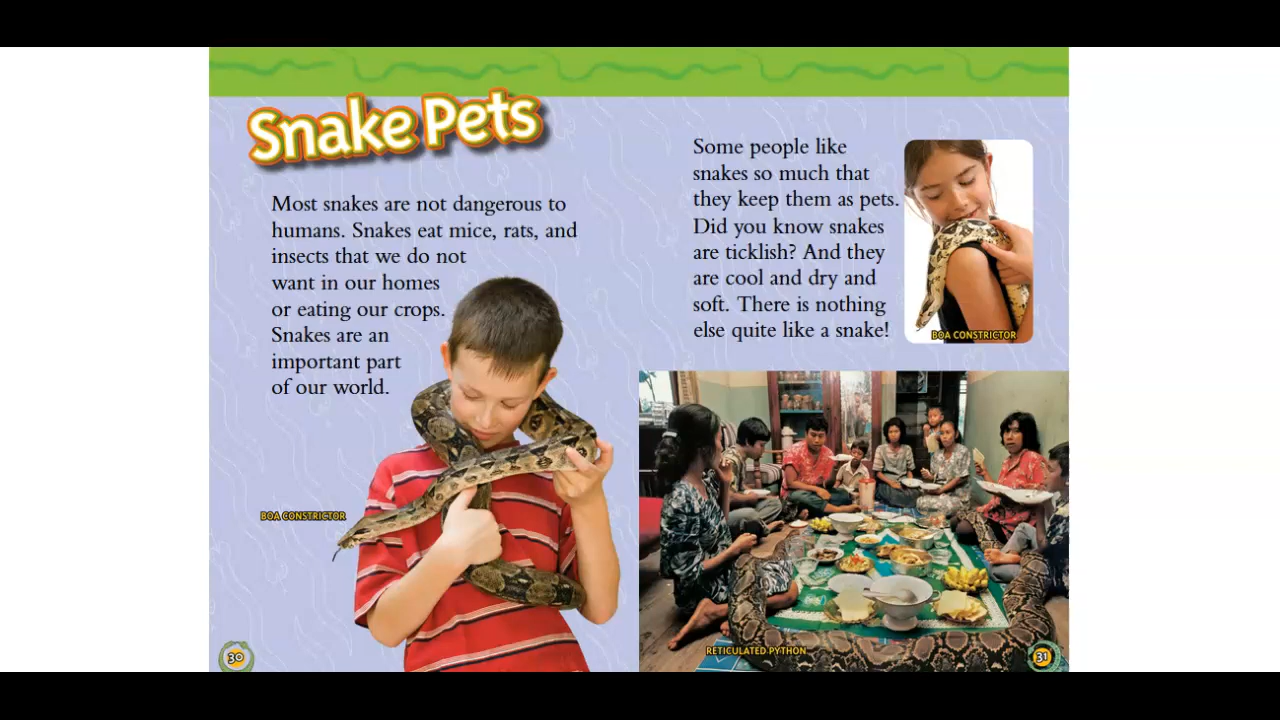 Snake Pets
Most snakes are not dangerous to
humans. Snakes eat mice, rats, and
insects that we do not
want in our homes
or eating our crops.
Snakes are an
important part
of our world.
BOA CONSTRICTOR
30
Some people like
snakes so much that
they keep them as pets.
Did you know snakes
are ticklish? And they
are cool and dry and
soft. There is nothing
else quite like a snake!
BOA CONSTRICTOR
RETICULATED PYTHON
31